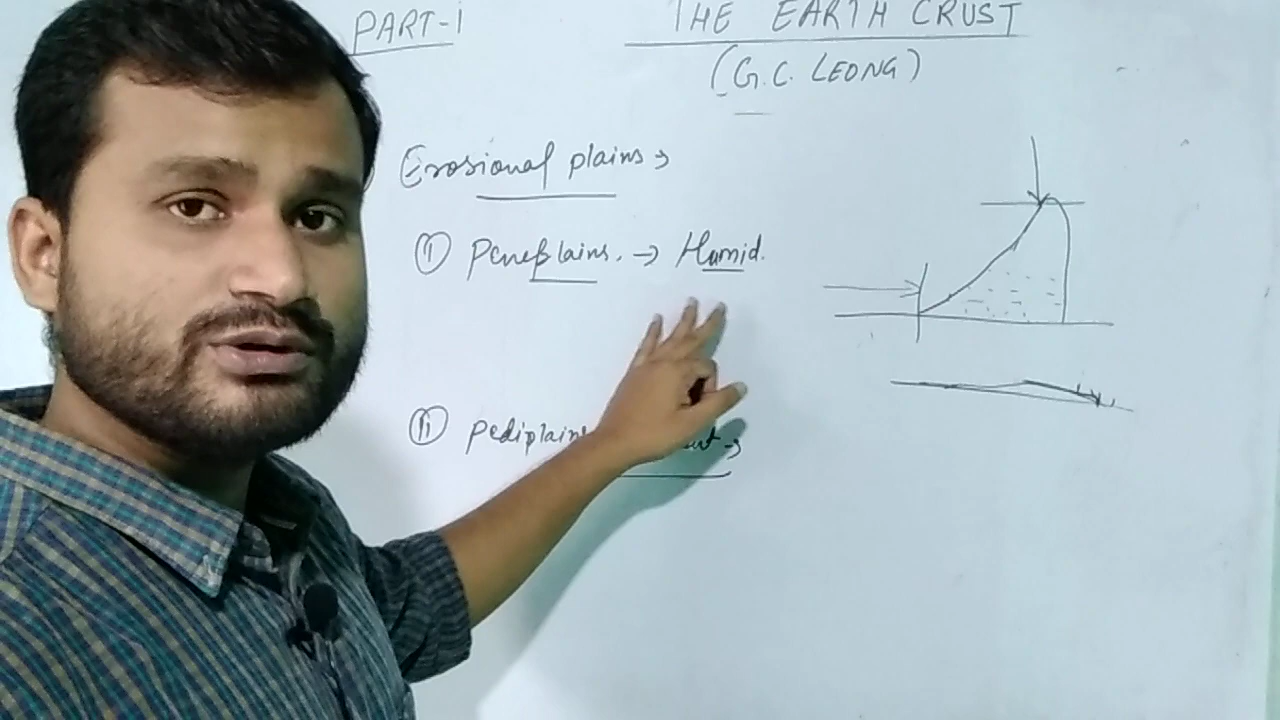 PART-I
THE EARTH CRUST
(G.C. LEONG)
Erosional plains →
(i) Peneplains. → Humid.
(ii) pediplains